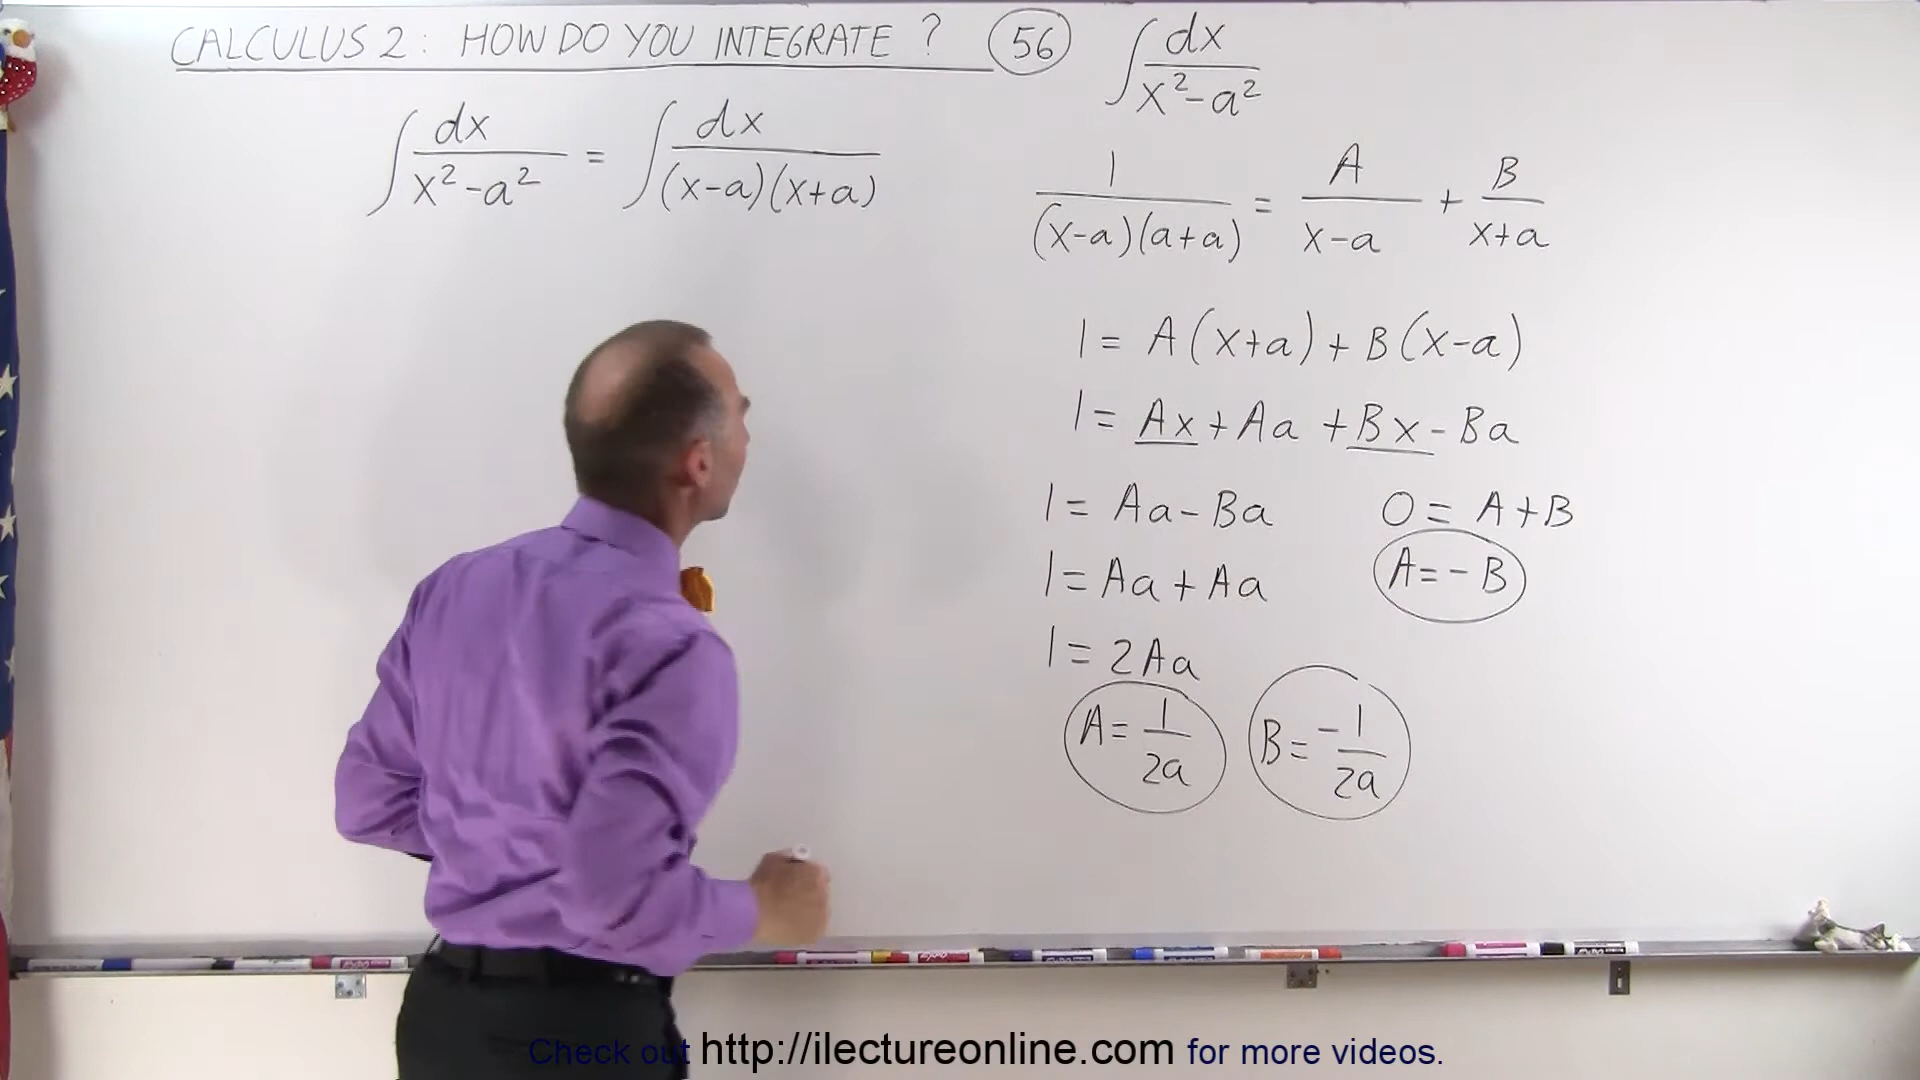 CALCULUS 2: HOW DO YOU INTEGRATE? 56 ∫ dx/(x²-a²)
∫ dx/(x²-a²) = ∫ dx/((x-a)(x+a))
1/((x-a)(a+a)) = A/(x-a) + B/(x+a)
1 = A(x+a) + B(x-a)
1 = Ax + Aa + Bx - Ba
1 = Aa - Ba
0 = A + B
1 = Aa + Aa
A = -B
1 = 2Aa
A = 1/2a
B = -1/2a
Check out http://ilectureonline.com for more videos.